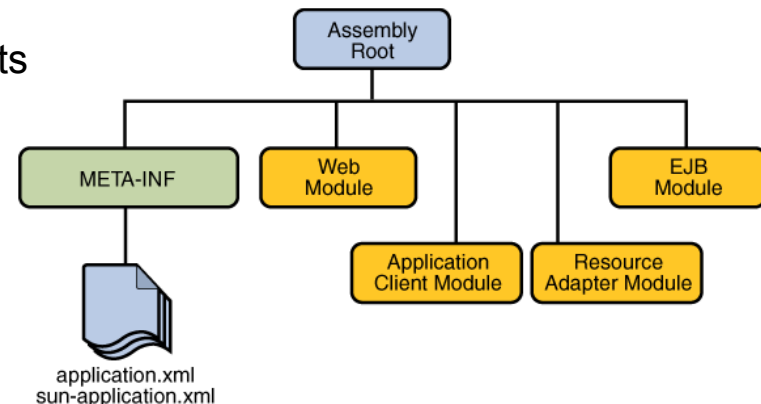 Assembly
Root
ts
META-INF
Web
Module
EJB
Module
Application
Client Module
Resource
Adapter Module
application.xml
sun-application.xml